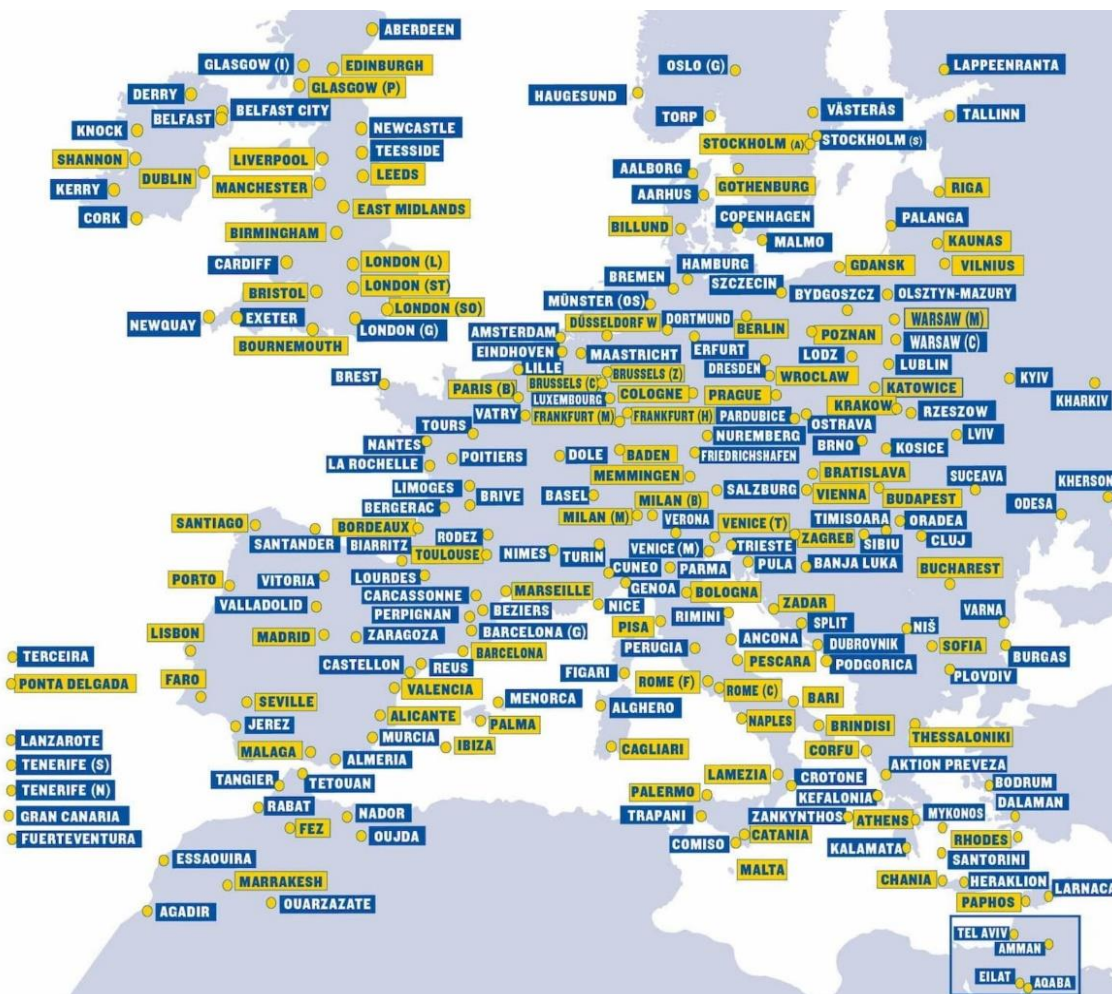 ABERDEEN
GLASGOW (I)
EDINBURGH
OSLO (G)
LAPPEENRANTA
GLASGOW (P)
DERRY
HAUGESUND
BELFAST CITY
VÄSTERÅS
TORP
TALLINN
BELFAST
KNOCK
NEWCASTLE
STOCKHOLM (A)
STOCKHOLM (S)
TEESSIDE
SHANNON
LIVERPOOL
AALBORG
DUBLIN
LEEDS
MANCHESTER
GOTHENBURG
KERRY
AARHUS
RIGA
EAST MIDLANDS
CORK
COPENHAGEN
PALANGA
BIRMINGHAM
BILLUND
MALMO
KAUNAS
CARDIFF
LONDON (L)
HAMBURG
GDANSK
VILNIUS
BREMEN
LONDON (ST)
SZCZECIN
BRISTOL
BYDGOSZCZ
OLSZTYN-MAZURY
MÜNSTER (OS)
LONDON (SO)
NEWQUAY
EXETER
DÜSSELDORF W
DORTMUND
BERLIN
WARSAW (M)
LONDON (G)
POZNAN
BOURNEMOUTH
AMSTERDAM
WARSAW (C)
EINDHOVEN
MAASTRICHT
ERFURT
LODZ
LILLE
DRESDEN
LUBLIN
BREST
BRUSSELS (Z)
WROCLAW
KYIV
BRUSSELS (C)
PARIS (B)
COLOGNE
PRAGUE
KATOWICE
KHARKIV
LUXEMBOURG
KRAKOW
VATRY
FRANKFURT (M)
FRANKFURT (H)
PARDUBICE
RZESZOW
TOURS
OSTRAVA
NUREMBERG
LVIV
NANTES
BRNO
KOSICE
POITIERS
DOLE
BADEN
FRIEDRICHSHAFEN
LA ROCHELLE
MEMMINGEN
BRATISLAVA
SUCEAVA
KHERSON
LIMOGES
BASEL
SALZBURG
VIENNA
BUDAPEST
BRIVE
MILAN (B)
ODESA
BERGERAC
MILAN (M)
VERONA
TIMISOARA
ORADEA
SANTIAGO
BORDEAUX
VENICE (T)
SANTANDER
RODEZ
ZAGREB
SIBIU
CLUJ
BIARRITZ
TOULOUSE
NIMES
TURIN
VENICE (M)
TRIESTE
PULA
BANJA LUKA
PORTO
VITORIA
LOURDES
CUNEO
PARMA
BUCHAREST
CARCASSONNE
MARSEILLE
GENOA
BOLOGNA
VALLADOLID
PERPIGNAN
BEZIERS
NICE
RIMINI
ZADAR
VARNA
LISBON
MADRID
ZARAGOZA
BARCELONA (G)
PISA
SPLIT
NIŠ
ANCONA
TERCEIRA
BARCELONA
PERUGIA
DUBROVNIK
SOFIA
BURGAS
CASTELLON
REUS
PESCARA
PODGORICA
FARO
FIGARI
PLOVDIV
PONTA DELGADA
VALENCIA
ROME (F)
ROME (C)
SEVILLE
MENORCA
ALGHERO
BARI
ALICANTE
PALMA
JEREZ
NAPLES
BRINDISI
THESSALONIKI
LANZAROTE
MALAGA
MURCIA
IBIZA
CAGLIARI
CORFU
TENERIFE (S)
ALMERIA
AKTION PREVEZA
TANGIER
TETOUAN
LAMEZIA
CROTONE
BODRUM
TENERIFE (N)
PALERMO
KEFALONIA
DALAMAN
RABAT
GRAN CANARIA
NADOR
TRAPANI
ZANKYNTHOS
ATHENS
MYKONOS
FEZ
FUERTEVENTURA
OUJDA
CATANIA
COMISO
KALAMATA
RHODES
ESSAOUIRA
SANTORINI
MALTA
MARRAKESH
CHANIA
HERAKLION
LARNACA
OUARZAZATE
PAPHOS
AGADIR
TEL AVIV
AMMAN
EILAT
AQABA